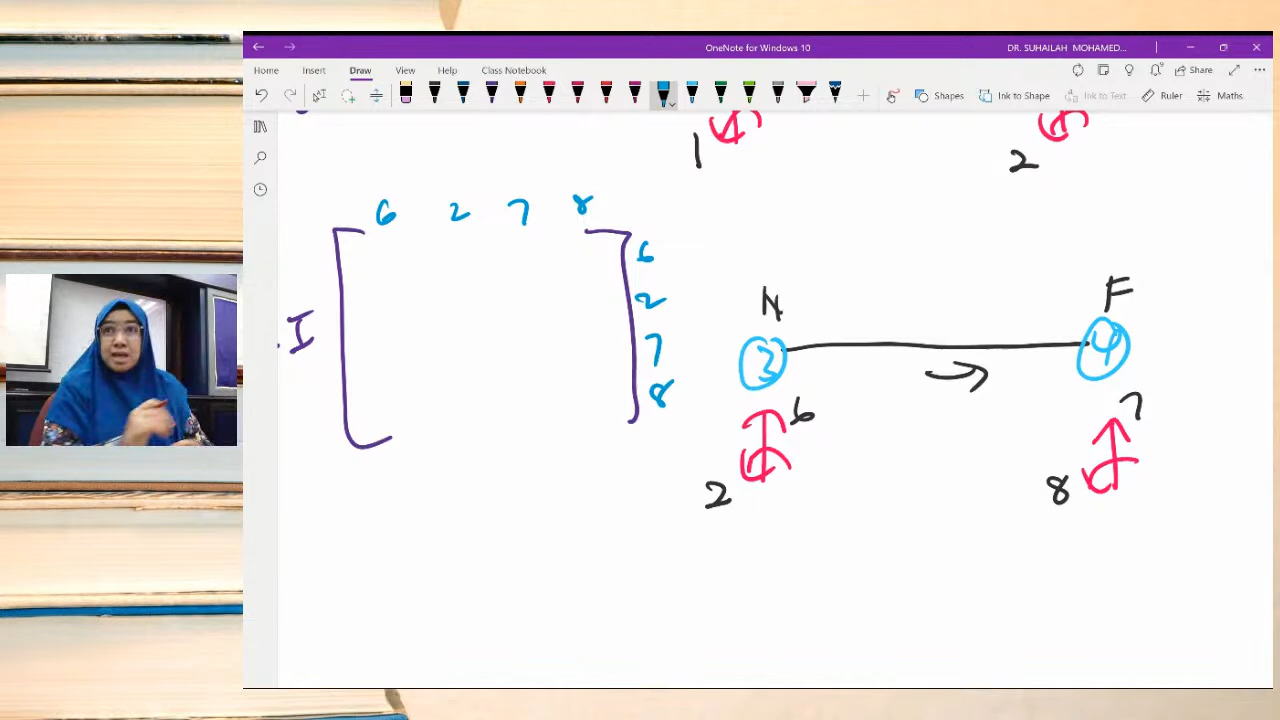 OneNote for Windows 10
DR. SUHAILAH MOHAMED...
Home Insert Draw View Help Class Notebook
Share
Shapes Ink to Shape Ink to Text Ruler Maths
1 2
6 2 7 8
6
2
7
8
I
N F
3 4
6 7
2 8